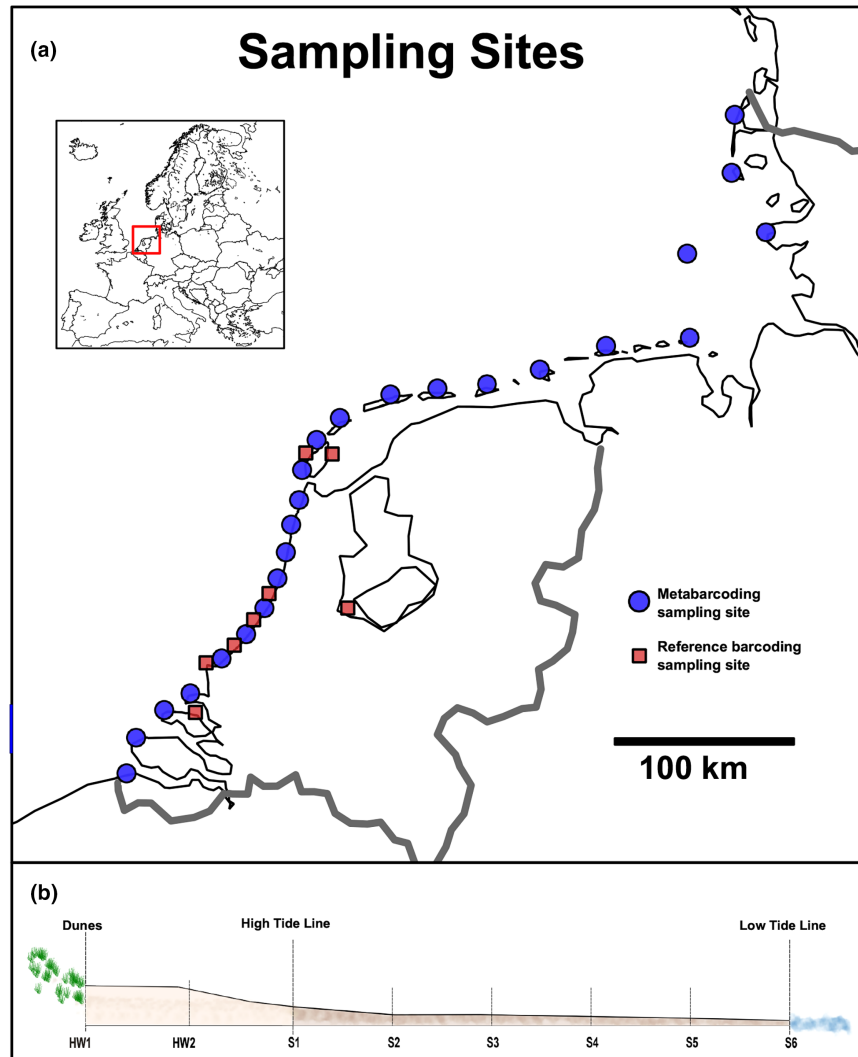 (a)
Sampling Sites
Metabarcoding
sampling site
Reference barcoding
sampling site
100 km
(b)
Dunes
High Tide Line
Low Tide Line
HW1
HW2
S1
S2
S3
S4
S5
S6